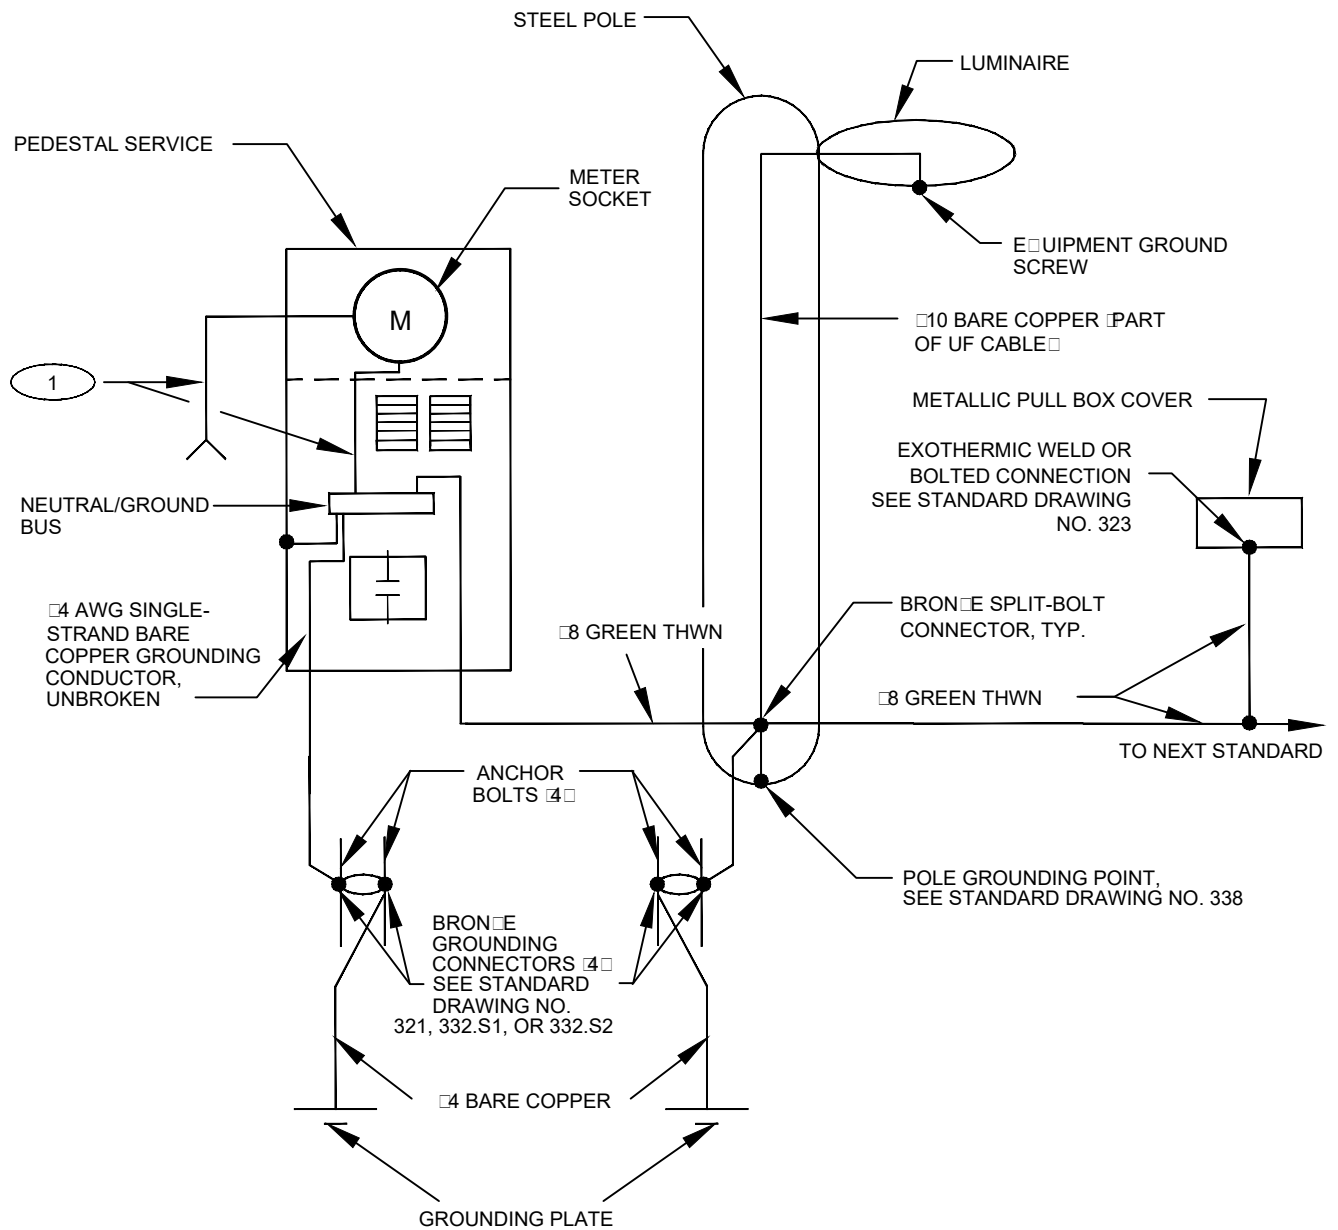 STEEL POLE
LUMINAIRE
PEDESTAL SERVICE
METER
SOCKET
E□UIPMENT GROUND
SCREW
M
□10 BARE COPPER □PART
OF UF CABLE□
1
METALLIC PULL BOX COVER
EXOTHERMIC WELD OR
BOLTED CONNECTION
SEE STANDARD DRAWING
NO. 323
NEUTRAL/GROUND
BUS
□4 AWG SINGLE-
STRAND BARE
COPPER GROUNDING
CONDUCTOR,
UNBROKEN
□8 GREEN THWN
BRON□E SPLIT-BOLT
CONNECTOR, TYP.
□8 GREEN THWN
TO NEXT STANDARD
ANCHOR
BOLTS □4□
POLE GROUNDING POINT,
SEE STANDARD DRAWING NO. 338
BRON□E
GROUNDING
CONNECTORS □4□
SEE STANDARD
DRAWING NO.
321, 332.S1, OR 332.S2
□4 BARE COPPER
GROUNDING PLATE